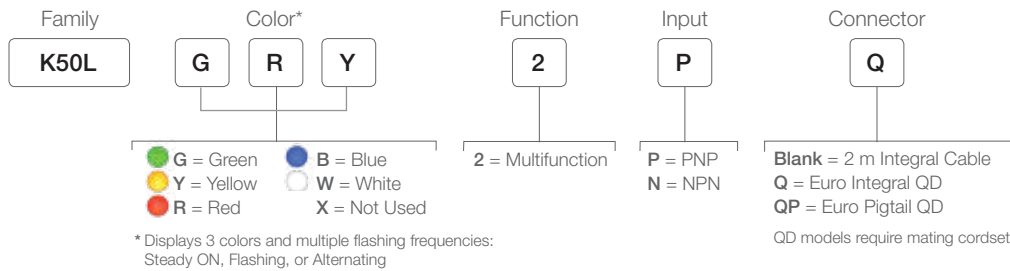 Family Color* Function Input Connector
K50L G R Y 2 P Q
G = Green B = Blue 2 = Multifunction P = PNP Blank = 2 m Integral Cable
Y = Yellow W = White N = NPN Q = Euro Integral QD
R = Red X = Not Used QP = Euro Pigtail QD
* Displays 3 colors and multiple flashing frequencies: QD models require mating cordset
Steady ON, Flashing, or Alternating